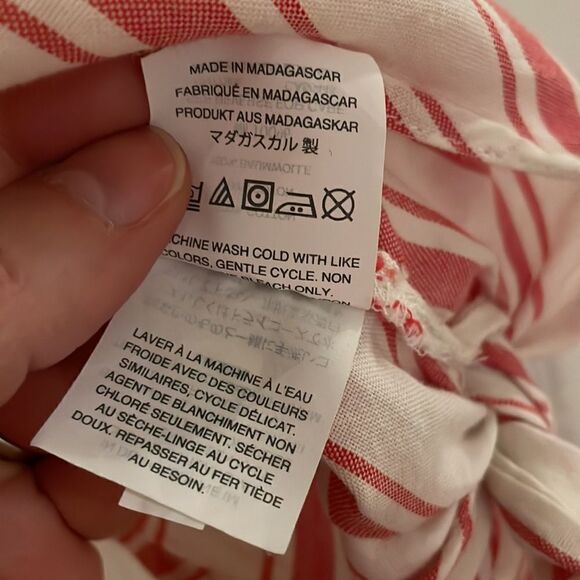 MADE IN MADAGASCAR
FABRIQUÉ EN MADAGASCAR
PRODUKT AUS MADAGASKAR
マダガスカル 製
WASH COLD WITH LIKE
GENTLE CYCLE. NON
BLEACH ONLY.
LAVER À LA MACHINE À L'EAU
FROIDE AVEC DES COULEURS
SIMILAIRES, CYCLE DÉLICAT.
AGENT DE BLANCHIMENT NON
CHLORÉ SEULEMENT. SÉCHER
AU SÈCHE-LINGE AU CYCLE
DOUX. REPASSER AU FER TIÈDE
AU BESOIN.